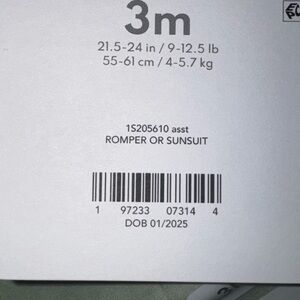 3m
21.5-24 in / 9-12.5 lb
55-61 cm / 4-5.7 kg
1S205610 asst
ROMPER OR SUNSUIT
1 97233 07314 4
DOB 01/2025